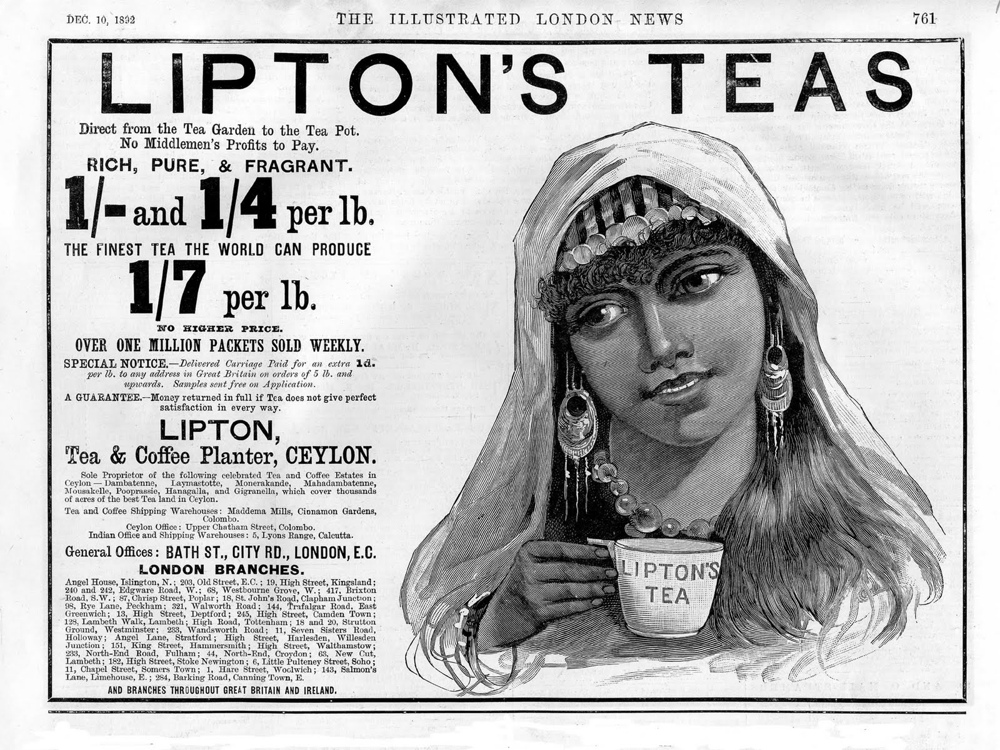 DEC. 10, 1892
THE ILLUSTRATED LONDON NEWS
761
LIPTON'S TEAS
Direct from the Tea Garden to the Tea Pot.
No Middlemen's Profits to Pay.
RICH, PURE, & FRAGRANT.
1/- and 1/4 per lb.
THE FINEST TEA THE WORLD CAN PRODUCE
1/7 per lb.
NO HIGHER PRICE.
OVER ONE MILLION PACKETS SOLD WEEKLY.
SPECIAL NOTICE.—Delivered Carriage Paid for an extra 1d.
per lb. to any address in Great Britain on orders of 5 lb. and
upwards. Samples sent free on Application.
A GUARANTEE.—Money returned in full if Tea does not give perfect
satisfaction in every way.
LIPTON,
Tea & Coffee Planter, CEYLON.
Sole Proprietor of the following celebrated Tea and Coffee Estates in
Ceylon — Dambatenne, Laymastotte, Monerakande, Mahadambatenne,
Mousakelle, Pooprassie, Hanagalla, and Gigranella, which cover thousands
of acres of the best Tea land in Ceylon.
Tea and Coffee Shipping Warehouses: Maddema Mills, Cinnamon Gardens,
Colombo.
Ceylon Office: Upper Chatham Street, Colombo.
Indian Office and Shipping Warehouses: 5, Lyons Range, Calcutta.
General Offices: BATH ST., CITY RD., LONDON, E.C.
LONDON BRANCHES.
Angel House, Islington, N.; 203, Old Street, E.C.; 19, High Street, Kingsland;
240 and 242, Edgware Road, W.; 68, Westbourne Grove, W.; 417, Brixton
Road, S.W.; 87, Chrisp Street, Poplar; 18, St. John's Road, Clapham Junction;
98, Rye Lane, Peckham; 321, Walworth Road; 144, Trafalgar Road, East
Greenwich; 13, High Street, Deptford; 245, High Street, Camden Town;
128, Lambeth Walk, Lambeth; High Road, Tottenham; 18 and 20, Strutton
Ground, Westminster; 233, Wandsworth Road; 11, Seven Sisters Road,
Holloway; Angel Lane, Stratford; High Street, Harlesden, Willesden
Junction; 151, King Street, Hammersmith; High Street, Walthamstow;
233, North-End Road, Fulham; 44, North-End, Croydon; 63, New Cut,
Lambeth; 182, High Street, Stoke Newington; 6, Little Pulteney Street, Soho;
11, Chapel Street, Somers Town; 1, Hare Street, Woolwich; 143, Salmon's
Lane, Limehouse, E.; 284, Barking Road, Canning Town, E.
AND BRANCHES THROUGHOUT GREAT BRITAIN AND IRELAND.
LIPTON'S
TEA